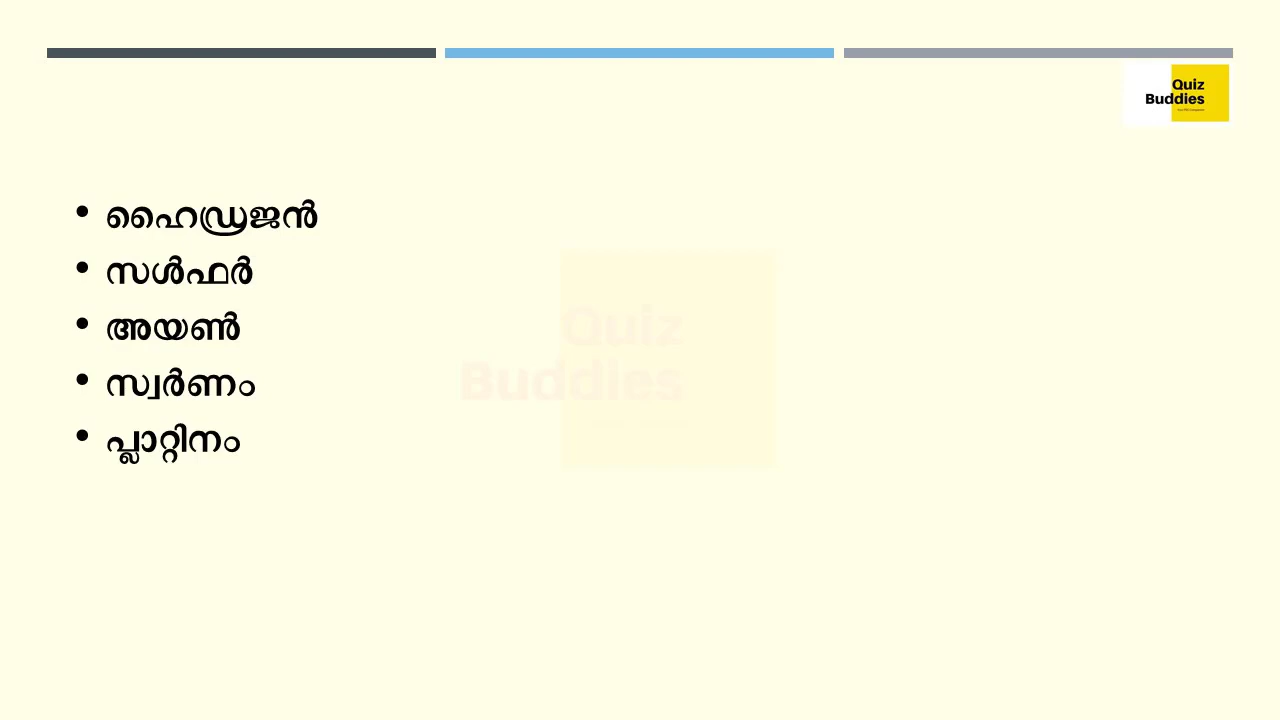 Quiz
Buddies
• ഹൈഡ്രജൻ
• സൾഫർ
• അയൺ
• സ്വർണം
• പ്ലാറ്റിനം
Quiz
Buddies